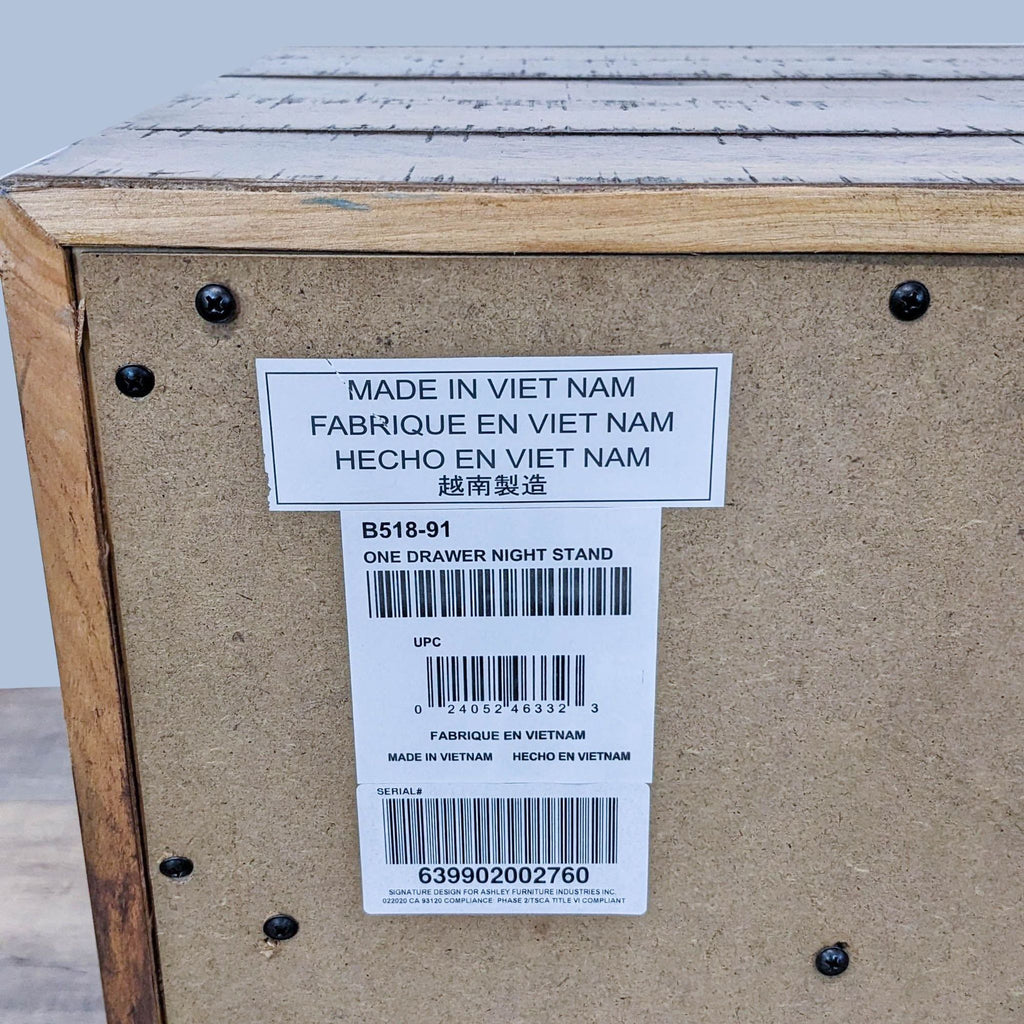 MADE IN VIET NAM
FABRIQUE EN VIET NAM
HECHO EN VIET NAM
越南製造
B518-91
ONE DRAWER NIGHT STAND
UPC
0 24052 46332 3
FABRIQUE EN VIETNAM
MADE IN VIETNAM HECHO EN VIETNAM
SERIAL#
639902002760
SIGNATURE DESIGN FOR ASHLEY FURNITURE INDUSTRIES INC.
022020 CA 93120 COMPLIANCE: PHASE 2/TSCA TITLE VI COMPLIANT